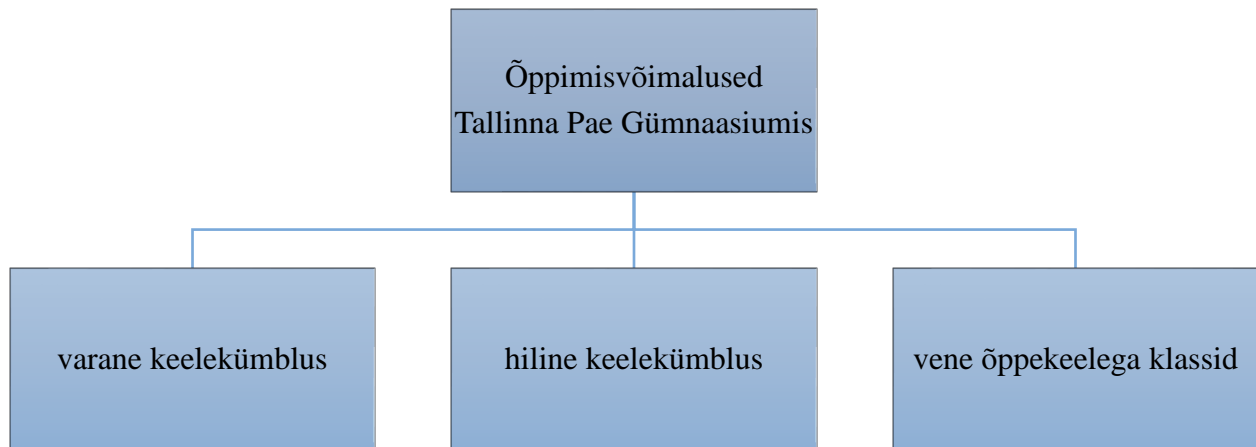 Õppimisvõimalused
Tallinna Pae Gümnaasiumis
varane keelekümblus
hiline keelekümblus
vene õppekeelega klassid